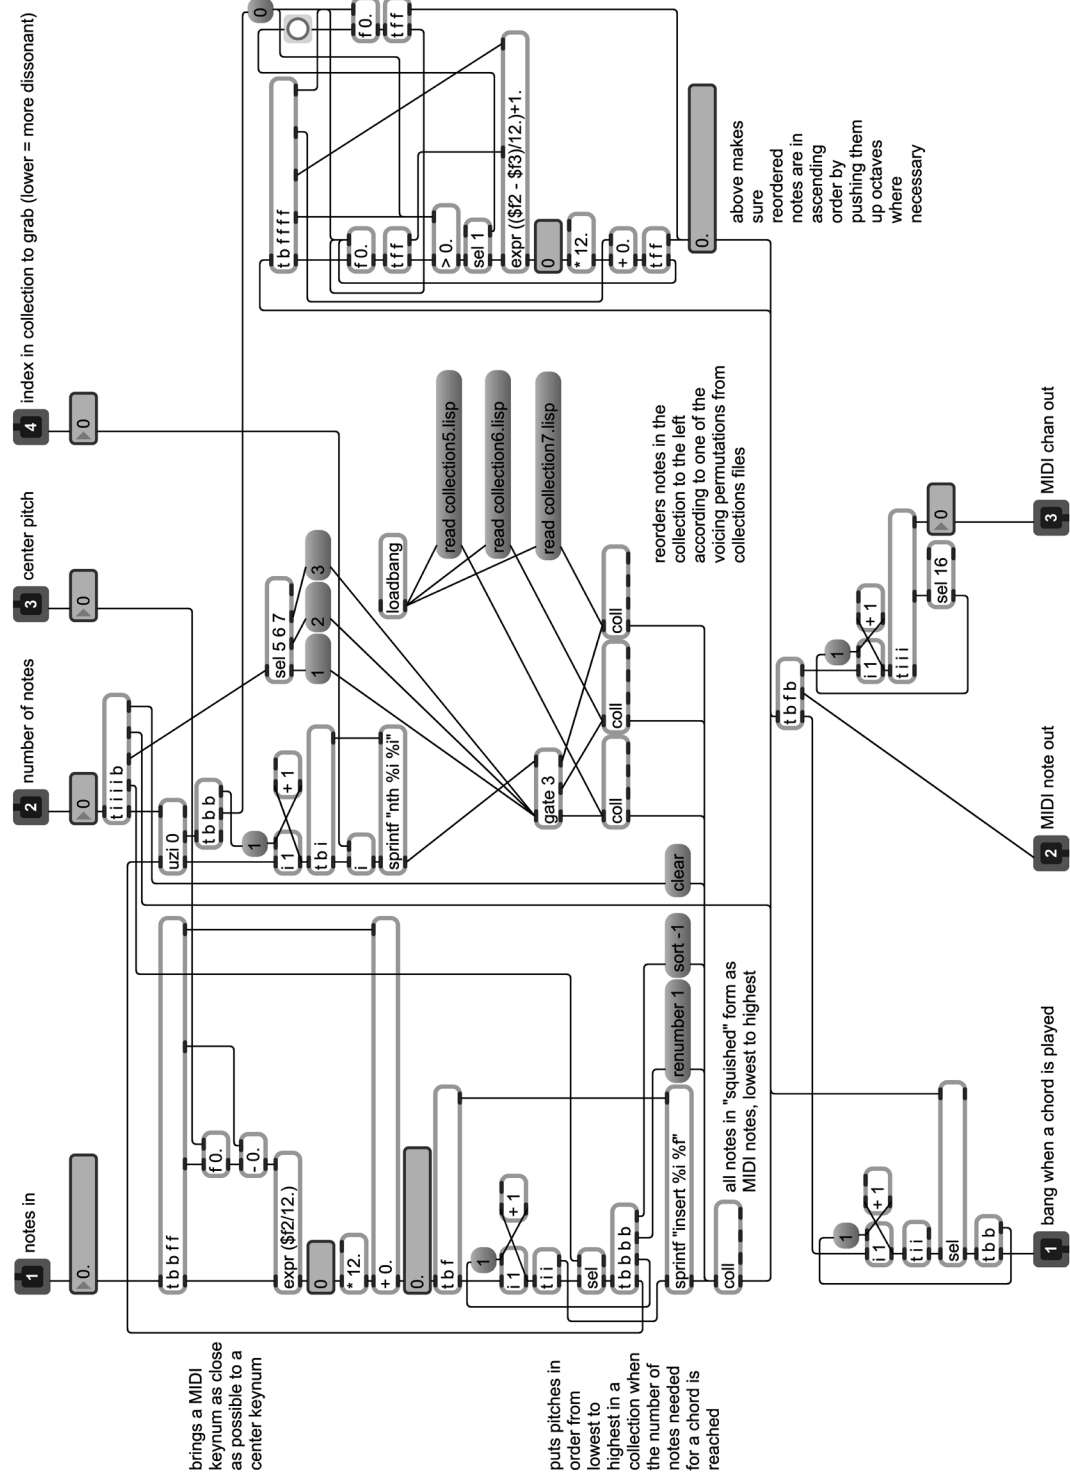 1 notes in
2 number of notes
3 center pitch
4 index in collection to grab (lower = more dissonant)
0.
0
0
0
t i i i i b
brings a MIDI
keynum as close
as possible to a
center keynum
t b b f f
f 0.
- 0.
expr ($f2/12.)
0
* 12.
+ 0.
0.
t b f
1
i 1
+ 1
t i i
sel
t b b b b
renumber 1
sort -1
clear
sprintf "insert %i %f"
coll
puts pitches in
order from
lowest to
highest in a
collection when
the number of
notes needed
for a chord is
reached
all notes in "squished" form as
MIDI notes, lowest to highest
uzi 0
t b b b
1
i 1
+ 1
t b i
i
sprintf "nth %i %i"
sel 5 6 7
1
2
3
loadbang
read collection5.lisp
read collection6.lisp
read collection7.lisp
gate 3
coll
coll
coll
reorders notes in the
collection to the left
according to one of the
voicing permutations from
collections files
0
t b f f f f
f 0.
t f f
f 0.
t f f
> 0.
sel 1
expr (($f2 - $f3)/12.)+1.
0
* 12.
+ 0.
t f f
0.
above makes
sure
reordered
notes are in
ascending
order by
pushing them
up octaves
where
necessary
t b f b
1
i 1
+ 1
t i i
sel
t b b
1
i 1
+ 1
t i i i
sel 16
0
1 bang when a chord is played
2 MIDI note out
3 MIDI chan out